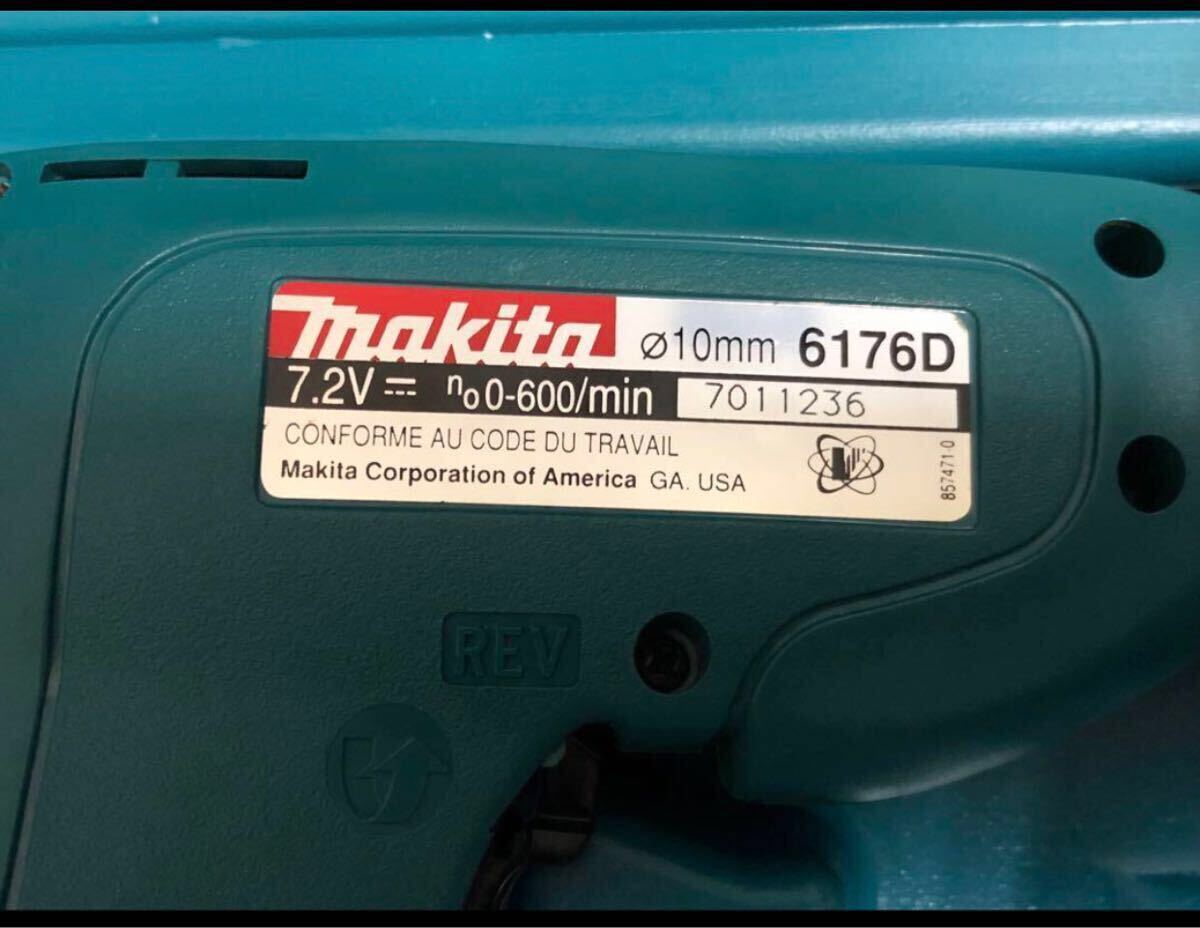 makita ø10mm 6176D
7.2V⎓ n₀0-600/min 7011236
CONFORME AU CODE DU TRAVAIL
Makita Corporation of America GA. USA
857471-0
REV